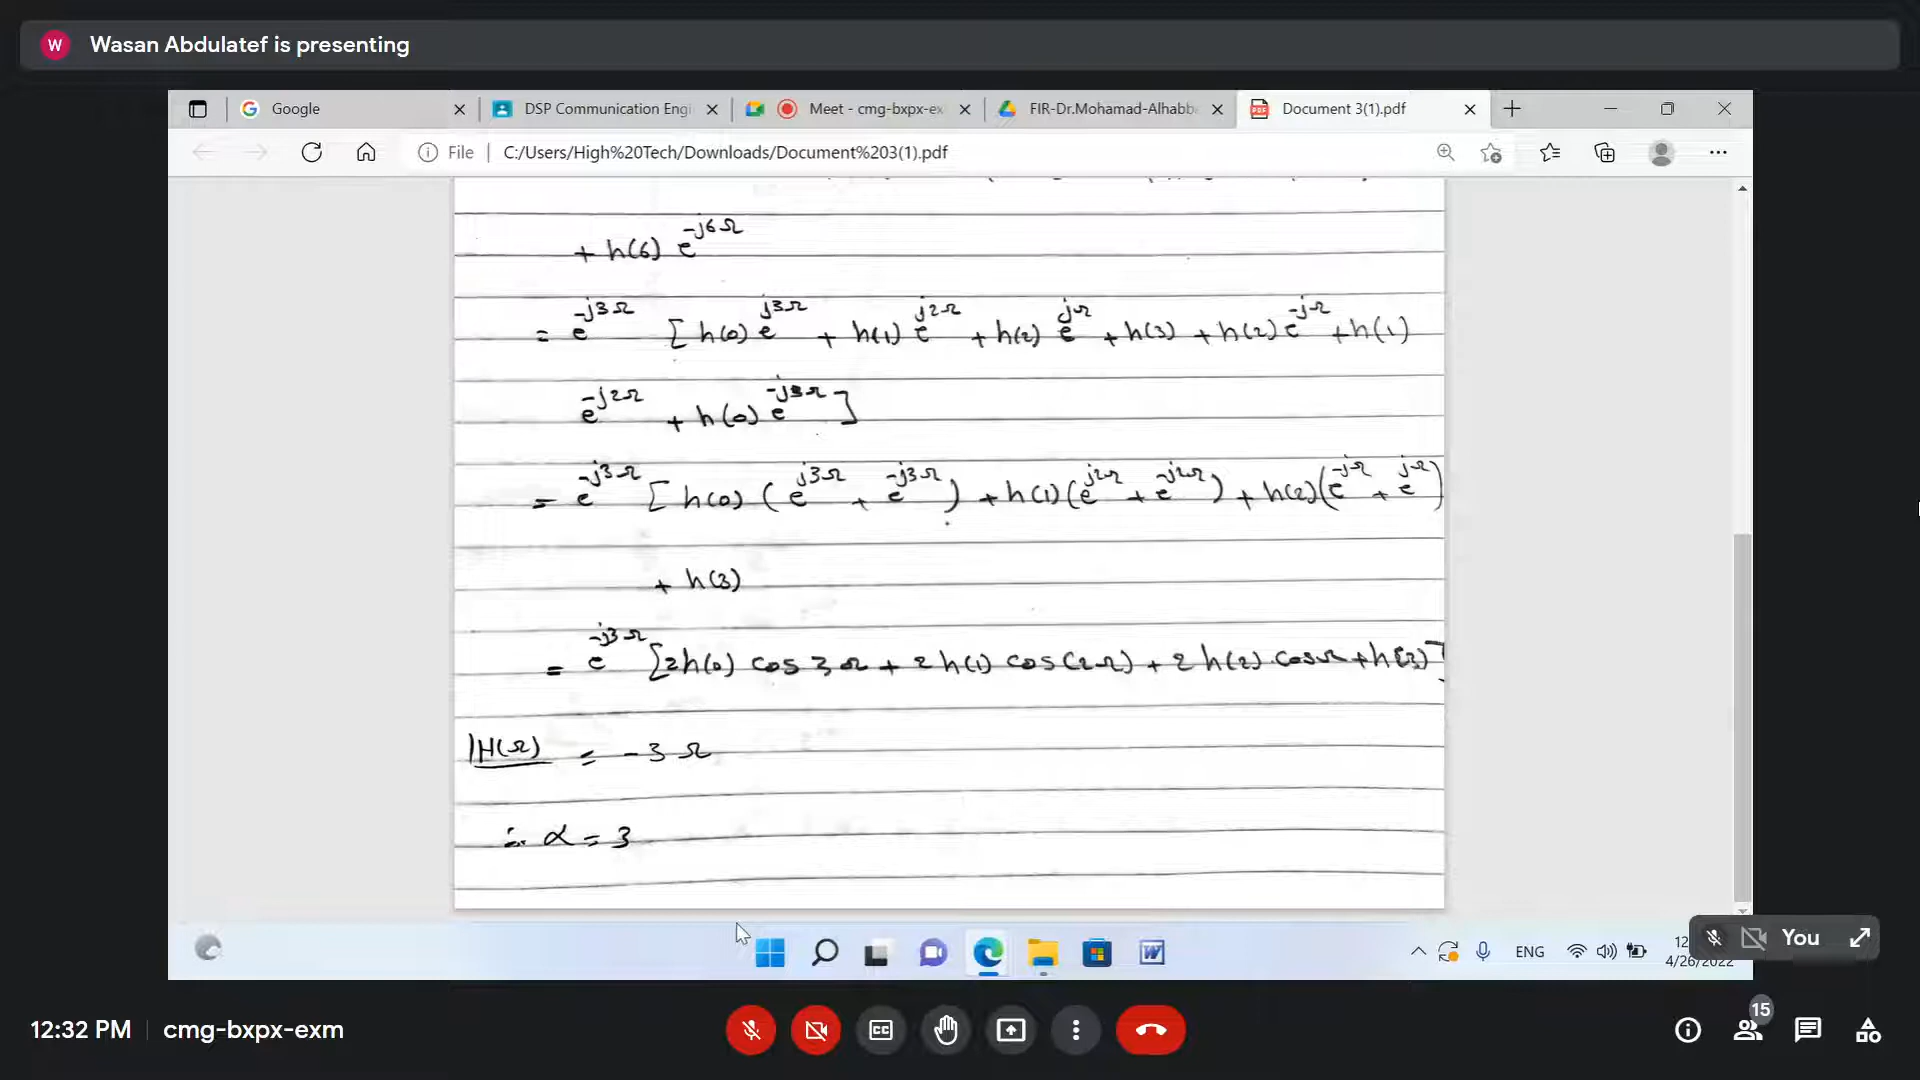 W Wasan Abdulatef is presenting
Google
DSP Communication Engi
Meet - cmg-bxpx-ex
FIR-Dr.Mohamad-Alhabb
Document 3(1).pdf
File C:/Users/High%20Tech/Downloads/Document%203(1).pdf
+ h(6) e^{-j6Ω}
= e^{-j3Ω} [ h(0) e^{j3Ω} + h(1) e^{j2Ω} + h(2) e^{jΩ} + h(3) + h(2) e^{-jΩ} + h(1)
e^{-j2Ω} + h(0) e^{-j3Ω} ]
= e^{-j3Ω} [ h(0) ( e^{j3Ω} + e^{-j3Ω} ) + h(1) ( e^{j2Ω} + e^{-j2Ω} ) + h(2) ( e^{-jΩ} + e^{jΩ} )
+ h(3)
= e^{-j3Ω} [ 2h(0) cos 3Ω + 2h(1) cos(2Ω) + 2h(2) cosΩ + h(3) ]
|H(Ω) = -3Ω
∴ α = 3
ENG
12
4/26/2022
You
12:32 PM cmg-bxpx-exm
CC
15